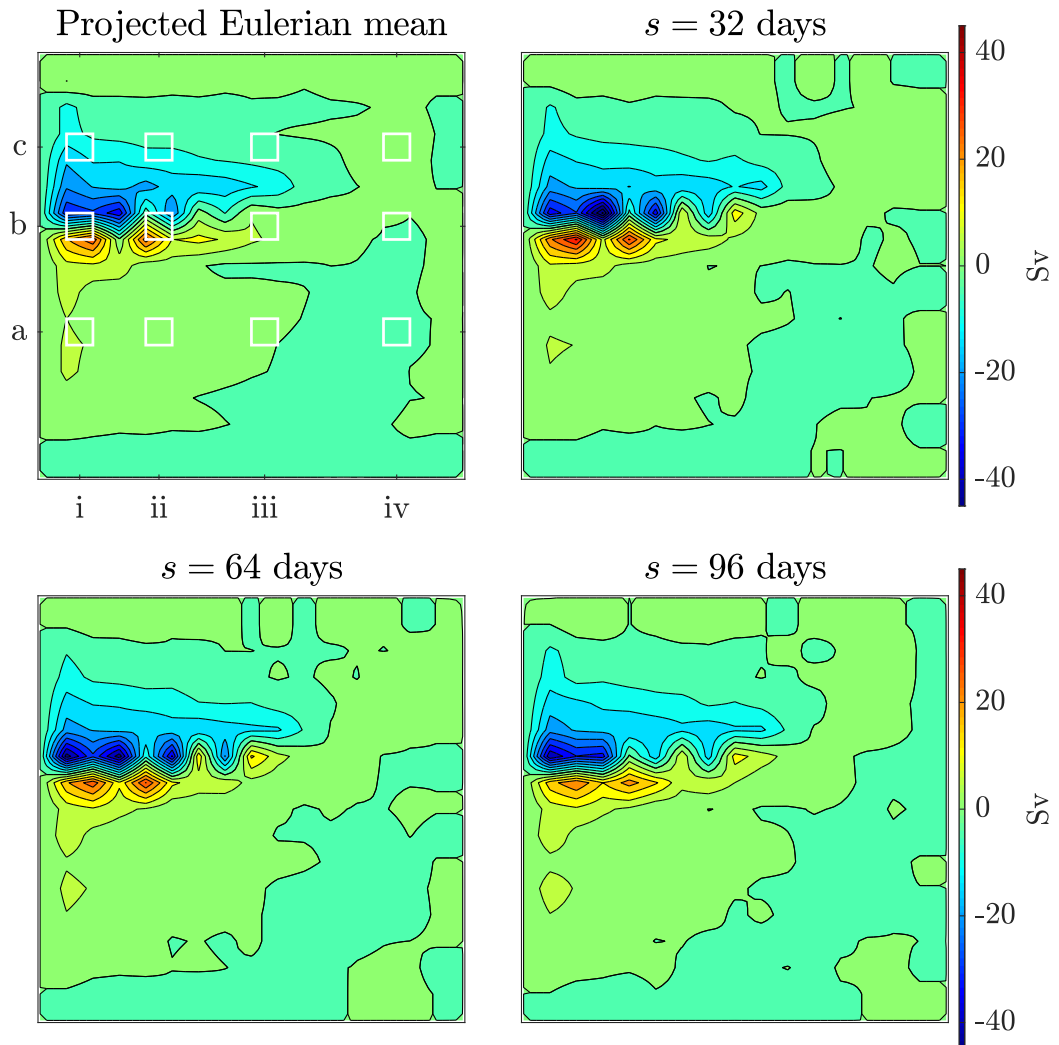 Projected Eulerian mean
s = 32 days
c
b
a
i ii iii iv
40
20
0
-20
-40
Sv
s = 64 days
s = 96 days
40
20
0
-20
-40
Sv